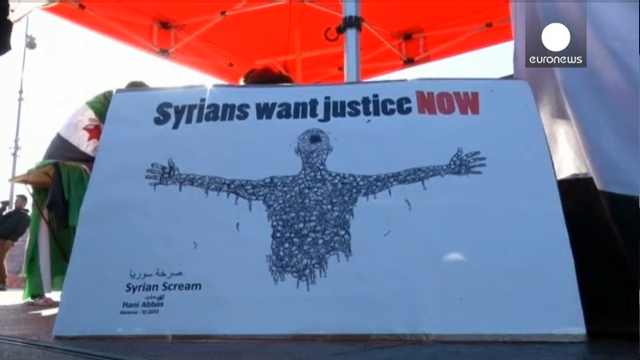 euronews
Syrians want justice NOW
صرخة سوريا
Syrian Scream
Hani Abbas